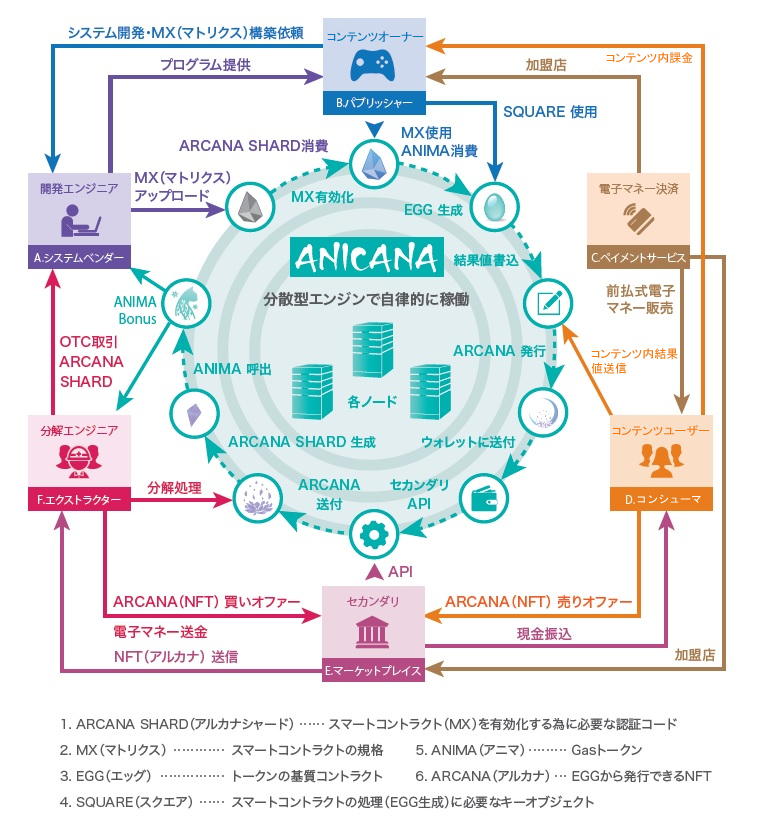 システム開発・MX（マトリクス）構築依頼
コンテンツオーナー
コンテンツ内課金
プログラム提供
加盟店
B.パブリッシャー
SQUARE 使用
ARCANA SHARD消費
MX使用
ANIMA消費
開発エンジニア
MX（マトリクス）
アップロード
MX有効化
EGG 生成
電子マネー決済
A.システムベンダー
ANICANA
結果値書込
C.ペイメントサービス
分散型エンジンで自律的に稼働
前払式電子
マネー販売
ANIMA
Bonus
OTC取引
ARCANA
SHARD
ANIMA 呼出
ARCANA 発行
コンテンツ内結果
値送信
各ノード
分解エンジニア
ARCANA SHARD 生成
ウォレットに送付
コンテンツユーザー
分解処理
ARCANA
送付
セカンダリ
API
F.エクストラクター
D.コンシューマ
API
ARCANA（NFT）買いオファー
セカンダリ
ARCANA（NFT）売りオファー
電子マネー送金
現金振込
NFT（アルカナ）送信
加盟店
E.マーケットプレイス
1. ARCANA SHARD（アルカナシャード）…… スマートコントラクト（MX）を有効化する為に必要な認証コード
2. MX（マトリクス）………… スマートコントラクトの規格 5. ANIMA（アニマ）……… Gasトークン
3. EGG（エッグ）………… トークンの基質コントラクト 6. ARCANA（アルカナ）… EGGから発行できるNFT
4. SQUARE（スクエア）…… スマートコントラクトの処理（EGG生成）に必要なキーオブジェクト